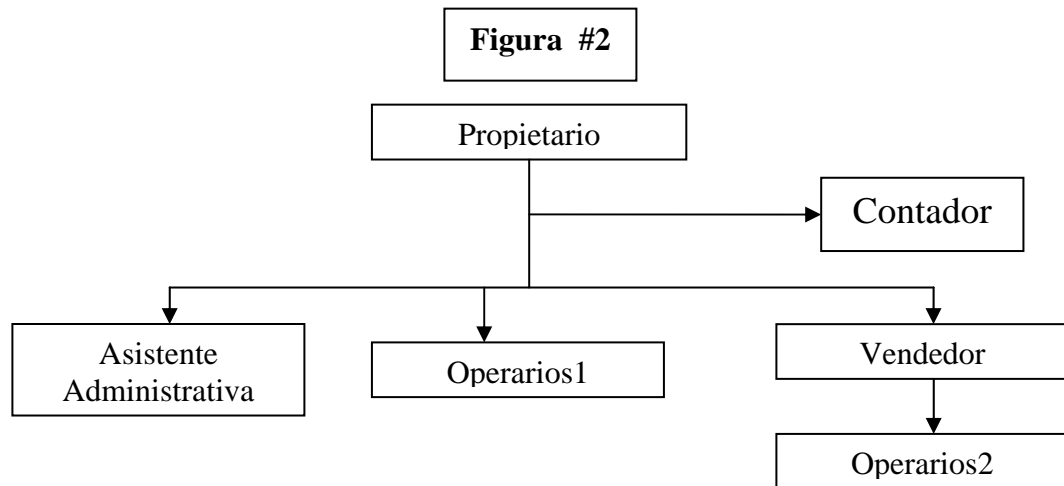 Figura #2
Propietario
Contador
Asistente
Administrativa
Operarios1
Vendedor
Operarios2